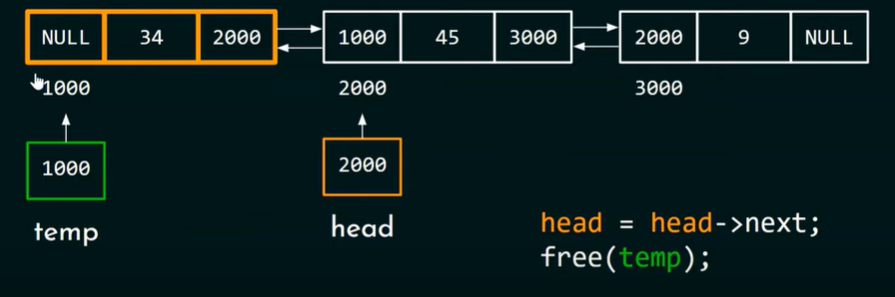 NULL 34 2000 1000 45 3000 2000 9 NULL
1000 2000 3000
1000 2000
temp head
head = head->next;
free(temp);